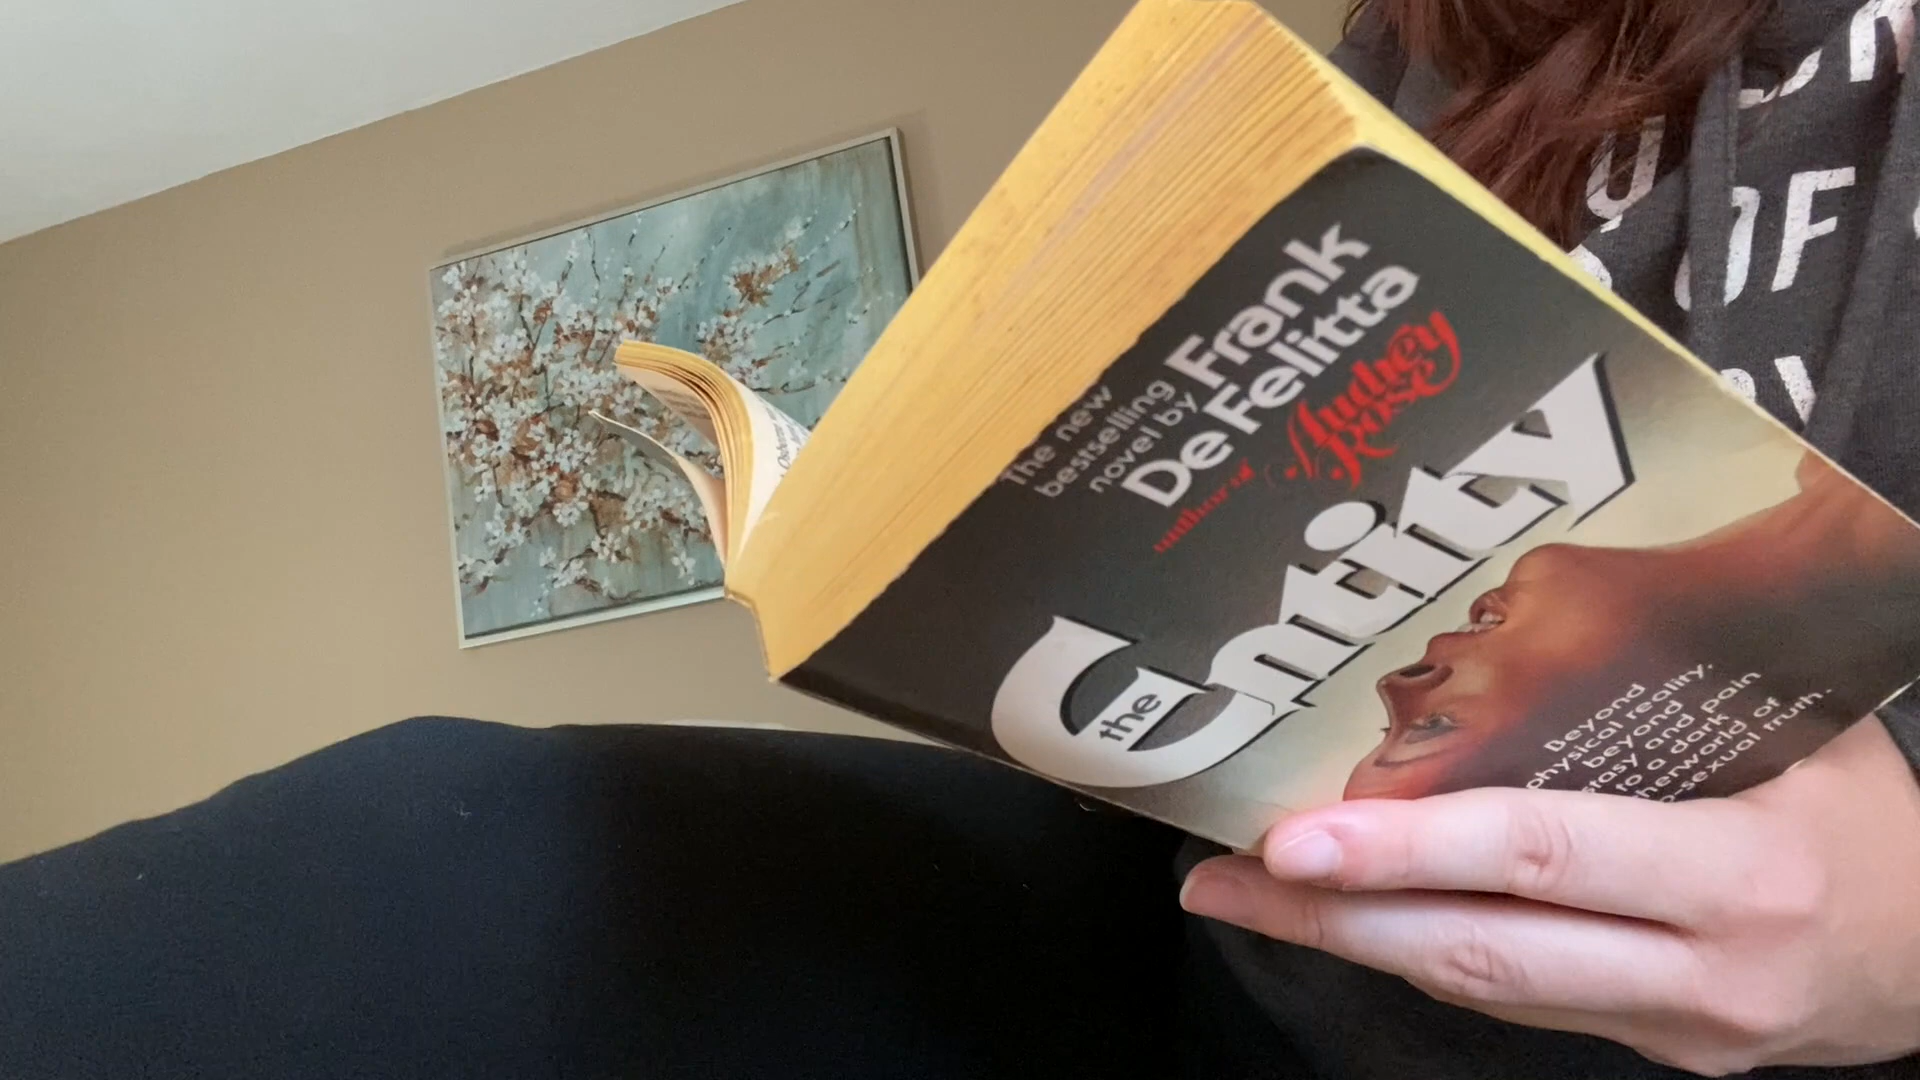 The new
bestselling
novel by
Frank
De Felitta
author of
Audrey
Rose
the
Entity
Beyond
physical reality,
beyond
and pain
to a dark
of
truth.
OF